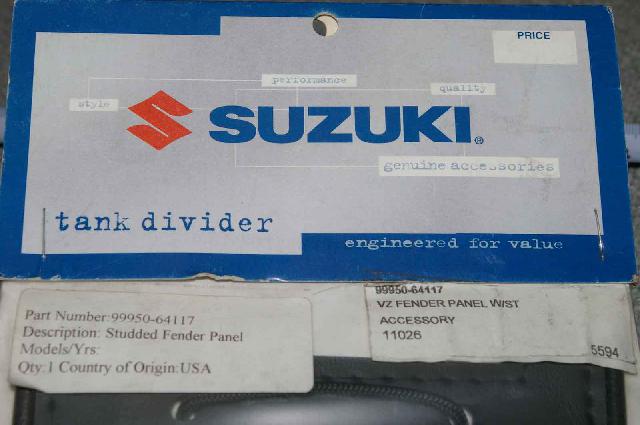 PRICE
performance
quality
style
SUZUKI®
genuine accessories
tank divider
engineered for value
Part Number:99950-64117
Description: Studded Fender Panel
Models/Yrs:
Qty:1 Country of Origin:USA
99950-64117
VZ FENDER PANEL W/ST
ACCESSORY
11026
5594